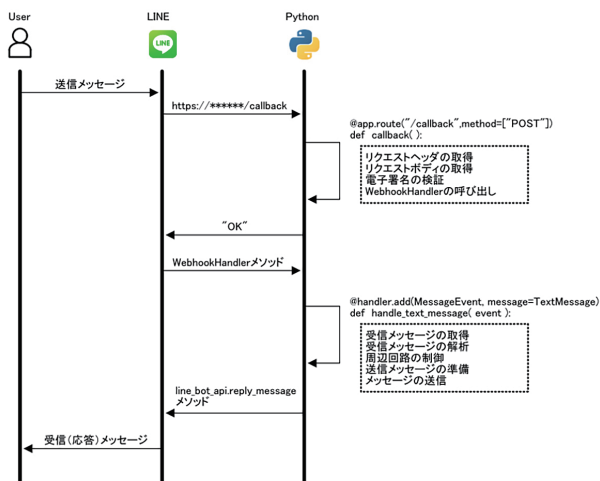 User
LINE
Python
LINE
送信メッセージ
https://******/callback
@app.route("/callback",method=["POST"])
def callback( ):
リクエストヘッダの取得
リクエストボディの取得
電子署名の検証
WebhookHandlerの呼び出し
"OK"
WebhookHandlerメソッド
@handler.add(MessageEvent, message=TextMessage)
def handle_text_message( event ):
受信メッセージの取得
受信メッセージの解析
周辺回路の制御
送信メッセージの準備
メッセージの送信
line_bot_api.reply_message
メソッド
受信(応答)メッセージ